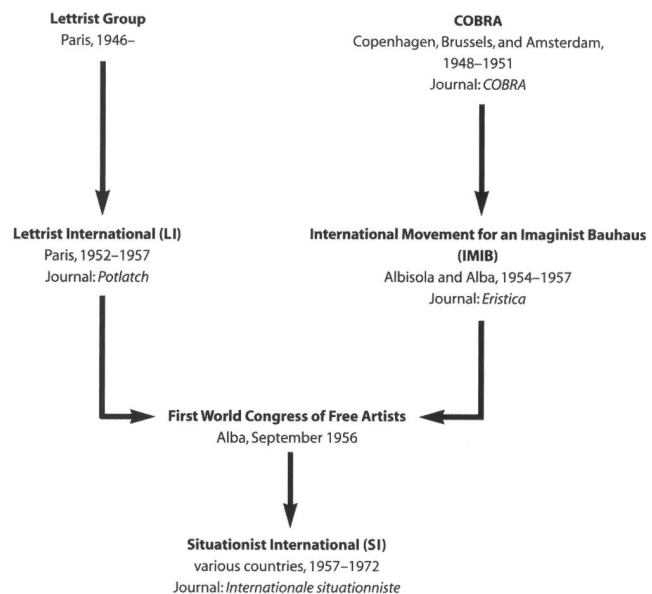 Lettrist Group
Paris, 1946–
COBRA
Copenhagen, Brussels, and Amsterdam,
1948–1951
Journal: COBRA
Lettrist International (LI)
Paris, 1952–1957
Journal: Potlatch
International Movement for an Imaginist Bauhaus
(IMIB)
Albisola and Alba, 1954–1957
Journal: Eristica
First World Congress of Free Artists
Alba, September 1956
Situationist International (SI)
various countries, 1957–1972
Journal: Internationale situationniste